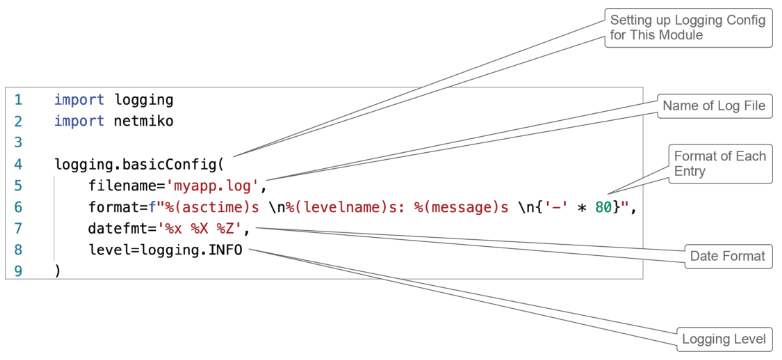 Setting up Logging Config
for This Module
1 import logging
2 import netmiko
3
4 logging.basicConfig(
5     filename='myapp.log',
6     format=f"%(asctime)s \n%(levelname)s: %(message)s \n{'-' * 80}",
7     datefmt='%x %X %Z',
8     level=logging.INFO
9 )
Name of Log File
Format of Each
Entry
Date Format
Logging Level